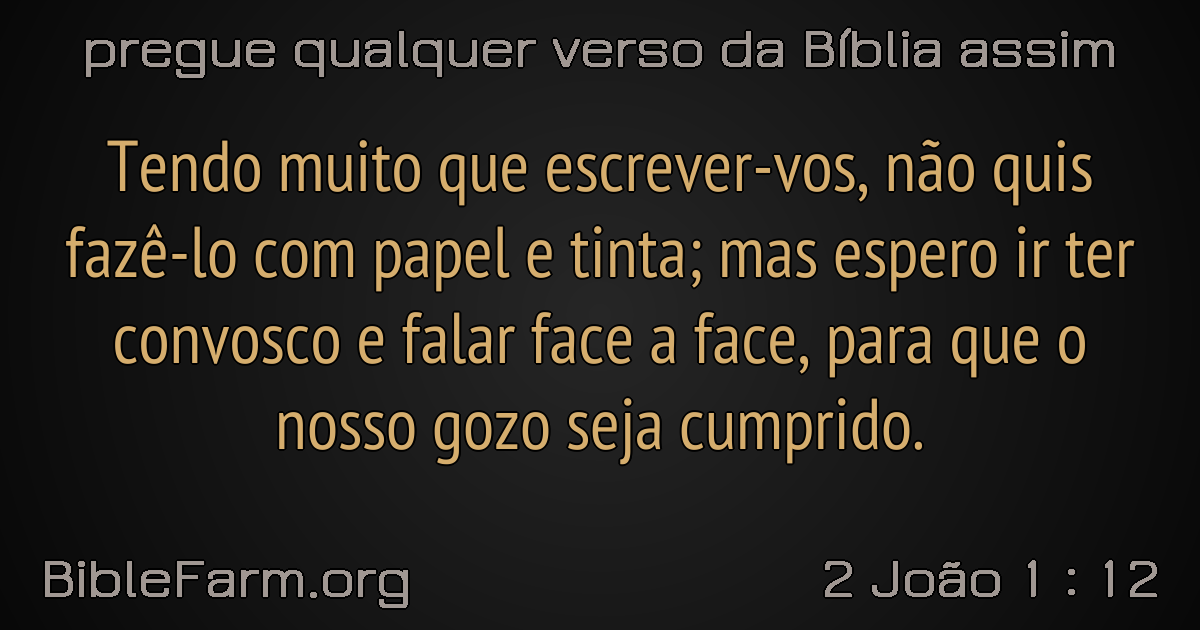 pregue qualquer verso da Bíblia assim
Tendo muito que escrever-vos, não quis
fazê-lo com papel e tinta; mas espero ir ter
convosco e falar face a face, para que o
nosso gozo seja cumprido.
BibleFarm.org
2 João 1 : 12